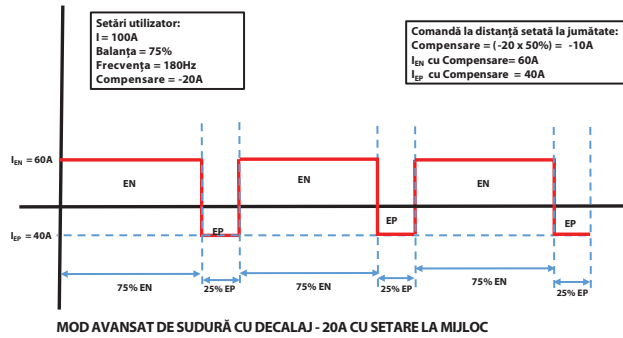 Setări utilizator:
I = 100A
Balanța = 75%
Frecvența = 180Hz
Compensare = -20A
Comandă la distanță setată la jumătate:
Compensare = (-20 x 50%) = -10A
IEN cu Compensare= 60A
IEP cu Compensare = 40A
IEN = 60A
EN
EN
EN
EP
EP
EP
IEP = 40A
75% EN
25% EP
75% EN
25% EP
75% EN
25% EP
MOD AVANSAT DE SUDURĂ CU DECALAJ - 20A CU SETARE LA MIJLOC